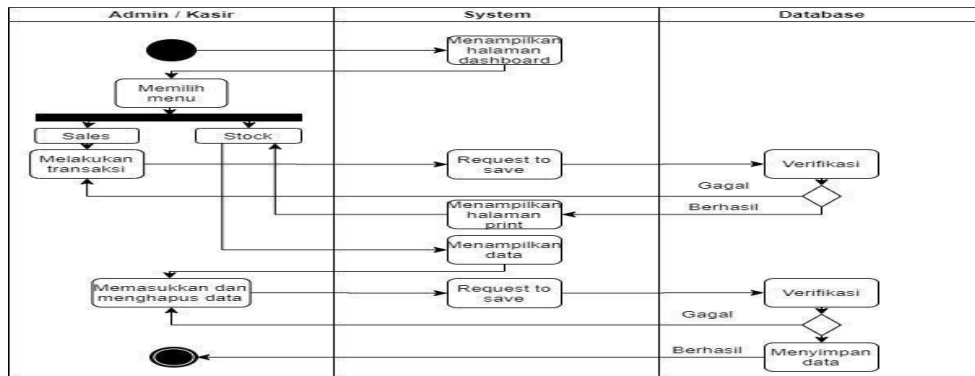 Admin / Kasir
System
Database
Menampilkan
halaman
dashboard
Memilih
menu
Sales
Stock
Melakukan
transaksi
Request to
save
Verifikasi
Gagal
Berhasil
Menampilkan
halaman
print
Menampilkan
data
Memasukkan dan
menghapus data
Request to
save
Verifikasi
Gagal
Berhasil
Menyimpan
data